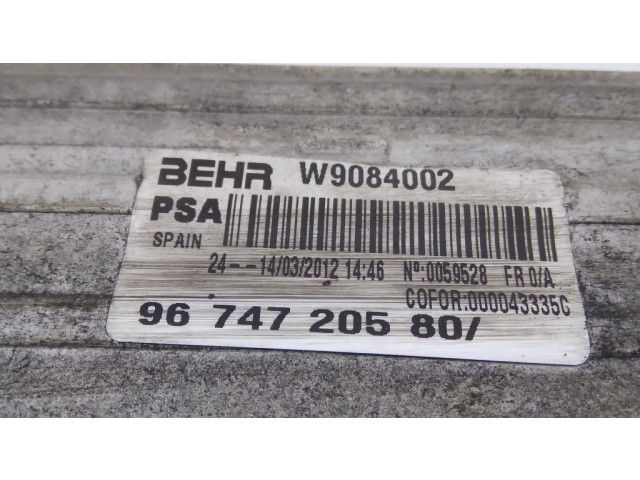 BEHR W9084002
PSA
SPAIN
24--14/03/2012 14:46 Nº:0059528 FR 0/A
COFOR:000043335G
96 747 205 80/